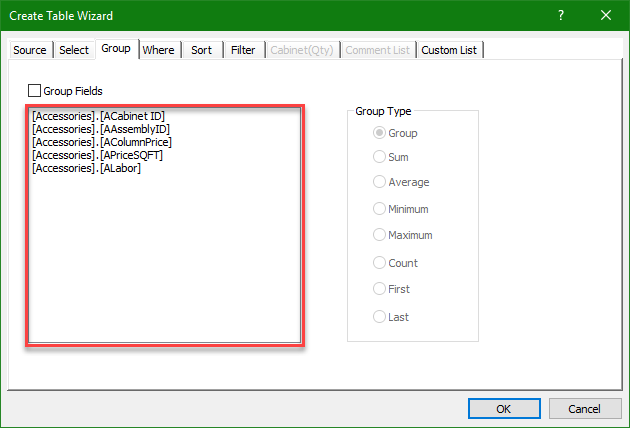 Create Table Wizard
Source Select Group Where Sort Filter Cabinet(Qty) Comment List Custom List
Group Fields
[Accessories].[ACabinet ID]
[Accessories].[AAssemblyID]
[Accessories].[AColumnPrice]
[Accessories].[APriceSQFT]
[Accessories].[ALabor]
Group Type
Group
Sum
Average
Minimum
Maximum
Count
First
Last
OK Cancel